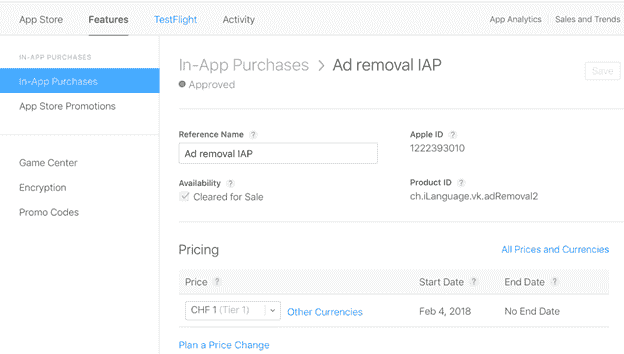 App Store Features TestFlight Activity App Analytics Sales and Trends
IN-APP PURCHASES
In-App Purchases
App Store Promotions
Game Center
Encryption
Promo Codes
In-App Purchases > Ad removal IAP
Save
Approved
Reference Name ? Apple ID ?
Ad removal IAP 1222393010
Availability ? Product ID ?
Cleared for Sale ch.iLanguage.vk.adRemoval2
Pricing All Prices and Currencies
Price ? Start Date ? End Date ?
CHF 1 (Tier 1) Other Currencies Feb 4, 2018 No End Date
Plan a Price Change